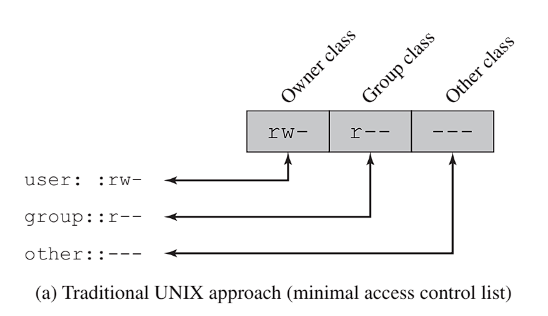 Owner class
Group class
Other class
rw- r-- ---
user: :rw-
group::r--
other::---
(a) Traditional UNIX approach (minimal access control list)